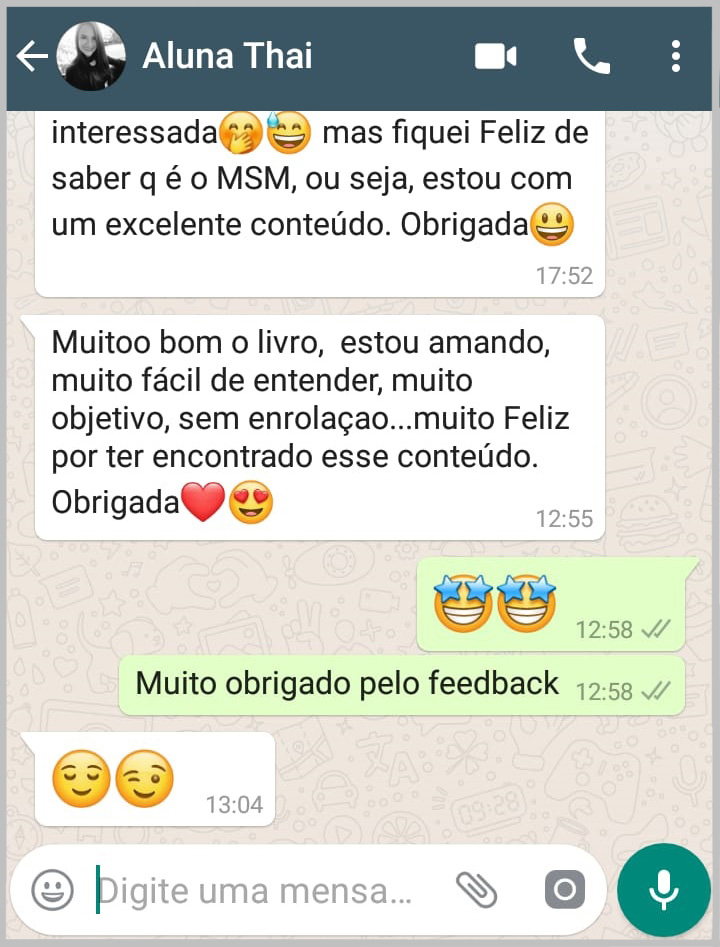 Aluna Thai
interessada🤭😅 mas fiquei Feliz de
saber q é o MSM, ou seja, estou com
um excelente conteúdo. Obrigada😃
17:52
Muitoo bom o livro,  estou amando,
muito fácil de entender, muito
objetivo, sem enrolaçao...muito Feliz
por ter encontrado esse conteúdo.
Obrigada❤️😍
12:55
🤩🤩 12:58
Muito obrigado pelo feedback 12:58
😌😉 13:04
Digite uma mensa...